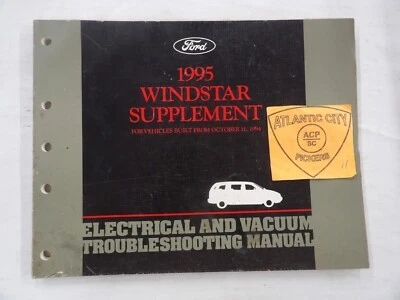 Ford
1995
WINDSTAR
SUPPLEMENT
FOR VEHICLES BUILT FROM OCTOBER 11, 1994
ATLANTIC CITY
ACP
SC
PICKERS
ELECTRICAL AND VACUUM
TROUBLESHOOTING MANUAL